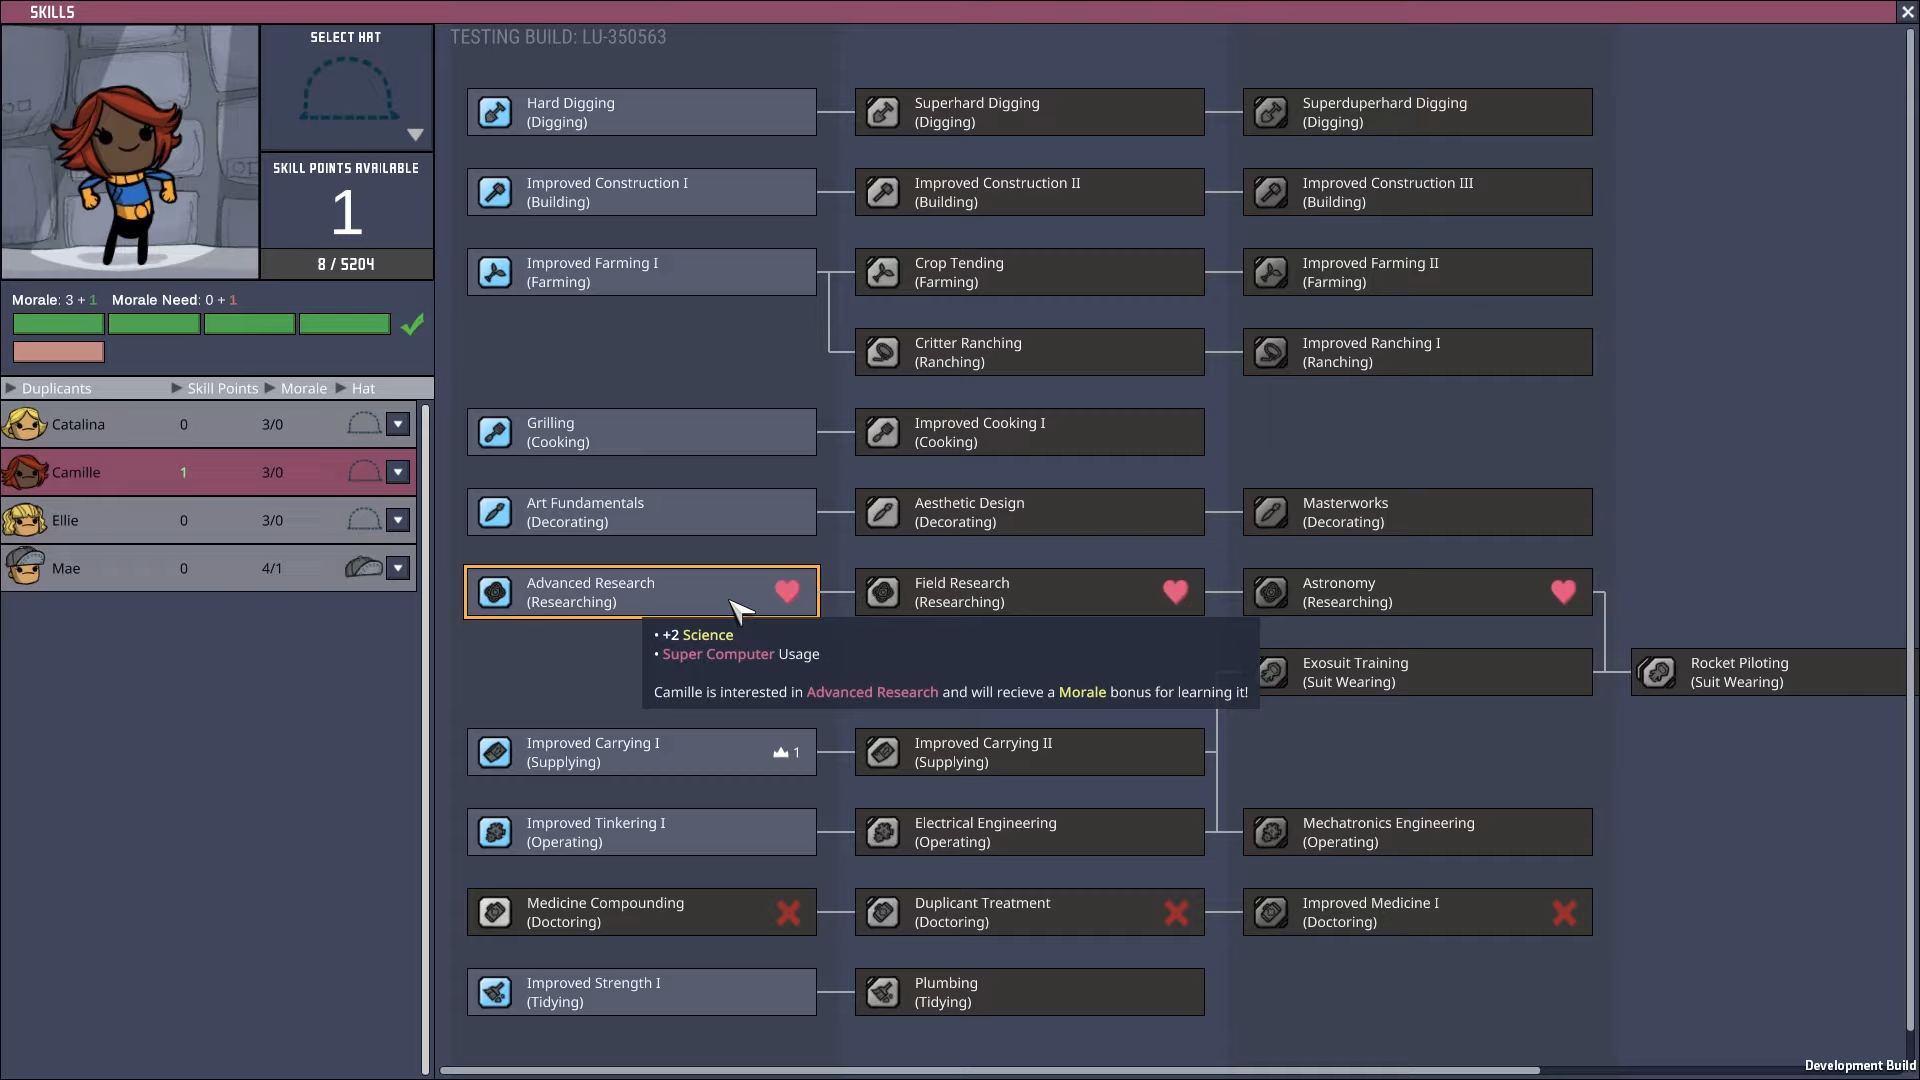 SKILLS
TESTING BUILD: LU-350563
SELECT HAT
SKILL POINTS AVAILABLE
1
8 / 5204
Morale: 3 + 1 Morale Need: 0 + 1
Duplicants Skill Points Morale Hat
Catalina 0 3/0
Camille 1 3/0
Ellie 0 3/0
Mae 0 4/1
Hard Digging
(Digging)
Superhard Digging
(Digging)
Superduperhard Digging
(Digging)
Improved Construction I
(Building)
Improved Construction II
(Building)
Improved Construction III
(Building)
Improved Farming I
(Farming)
Crop Tending
(Farming)
Improved Farming II
(Farming)
Critter Ranching
(Ranching)
Improved Ranching I
(Ranching)
Grilling
(Cooking)
Improved Cooking I
(Cooking)
Art Fundamentals
(Decorating)
Aesthetic Design
(Decorating)
Masterworks
(Decorating)
Advanced Research
(Researching)
Field Research
(Researching)
Astronomy
(Researching)
• +2 Science
• Super Computer Usage
Camille is interested in Advanced Research and will recieve a Morale bonus for learning it!
Exosuit Training
(Suit Wearing)
Rocket Piloting
(Suit Wearing)
Improved Carrying I
(Supplying)
1
Improved Carrying II
(Supplying)
Improved Tinkering I
(Operating)
Electrical Engineering
(Operating)
Mechatronics Engineering
(Operating)
Medicine Compounding
(Doctoring)
Duplicant Treatment
(Doctoring)
Improved Medicine I
(Doctoring)
Improved Strength I
(Tidying)
Plumbing
(Tidying)
Development Build